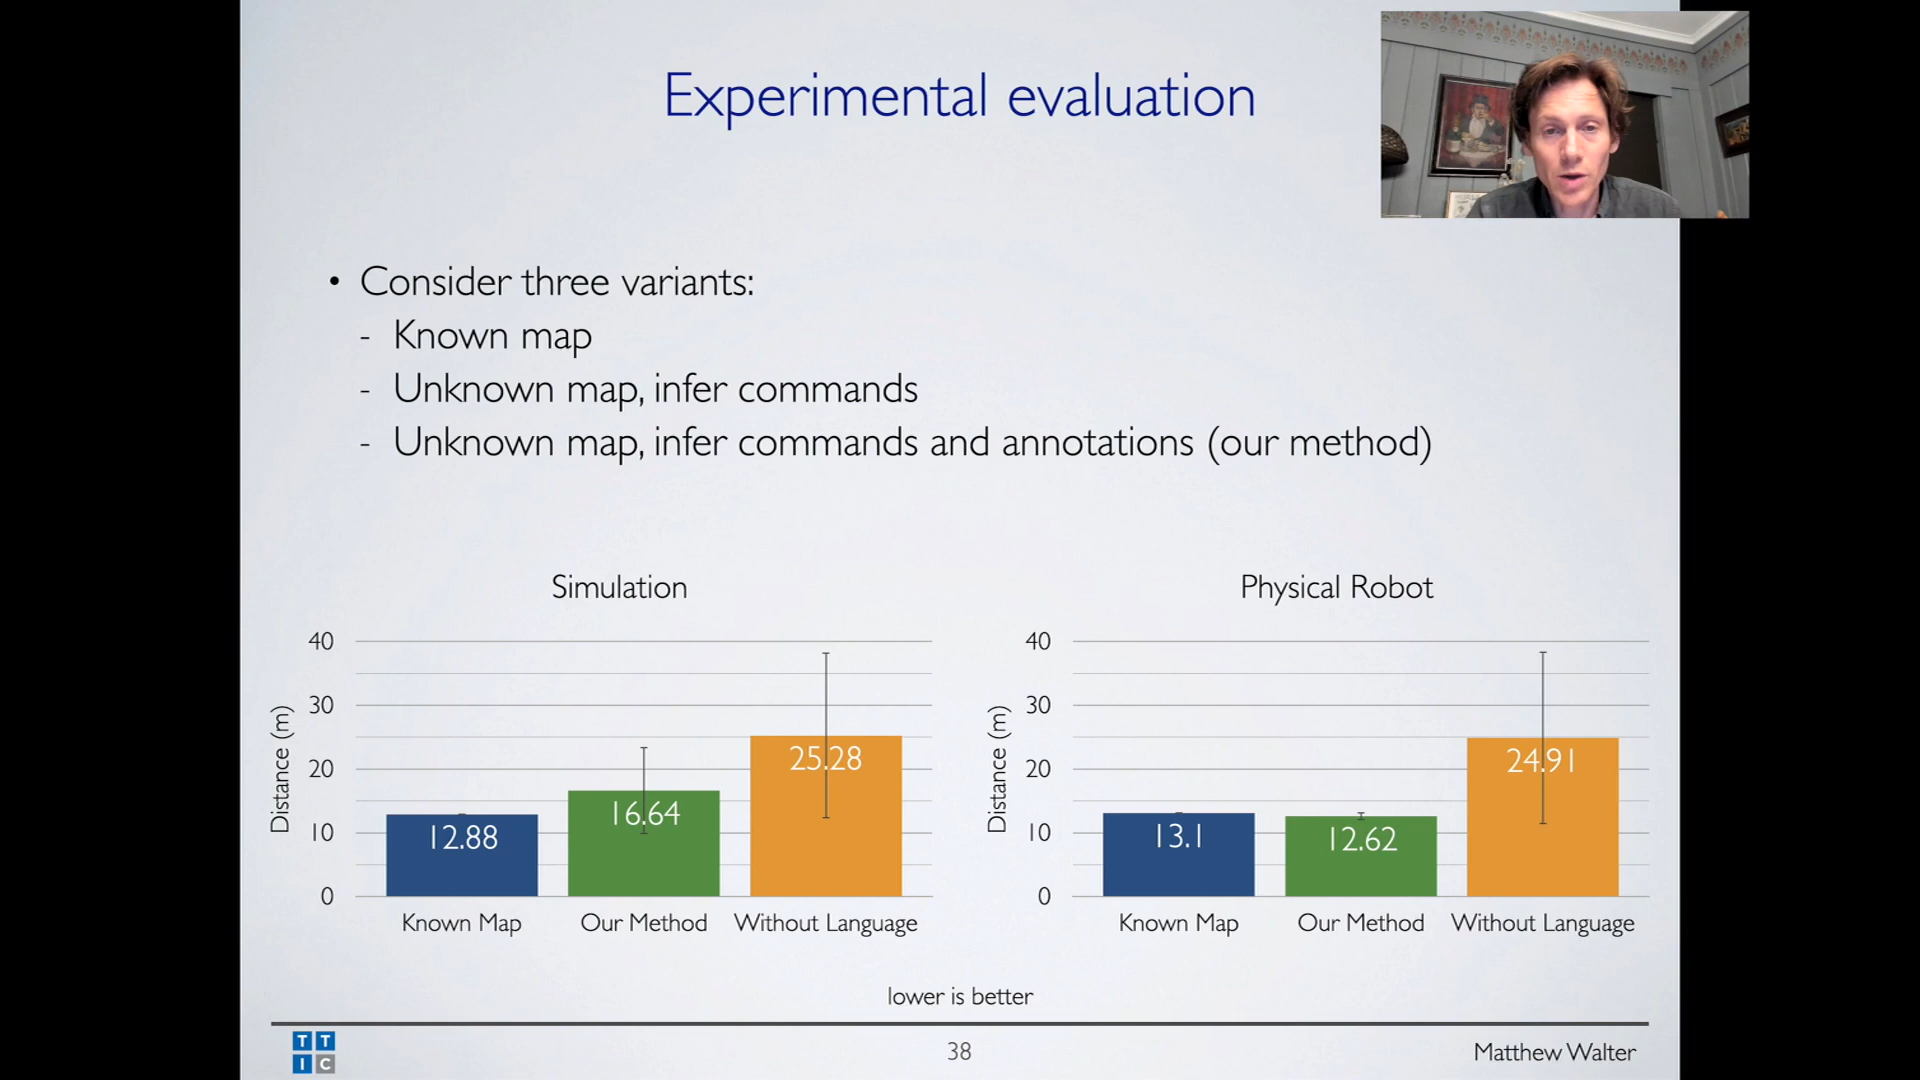 Experimental evaluation
• Consider three variants:
- Known map
- Unknown map, infer commands
- Unknown map, infer commands and annotations (our method)
Simulation
40
30
20
10
0
Distance (m)
25.28
16.64
12.88
Known Map
Our Method
Without Language
Physical Robot
40
30
20
10
0
Distance (m)
24.91
13.1
12.62
Known Map
Our Method
Without Language
lower is better
TTIC
38
Matthew Walter